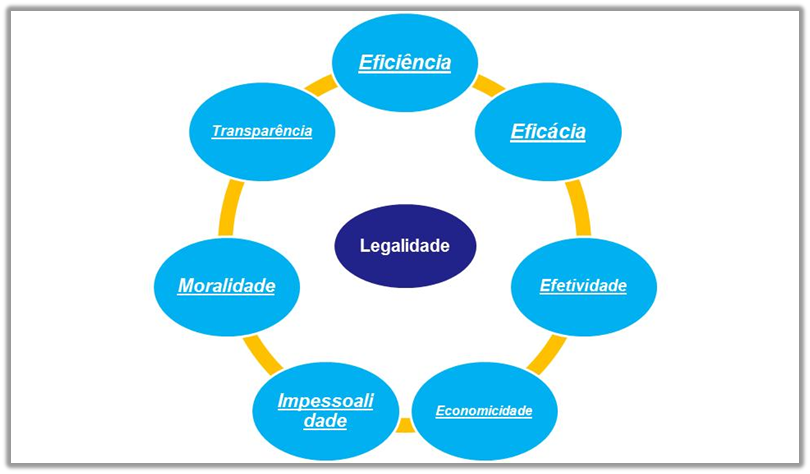 Eficiência
Transparência
Eficácia
Legalidade
Moralidade
Efetividade
Impessoali
dade
Economicidade